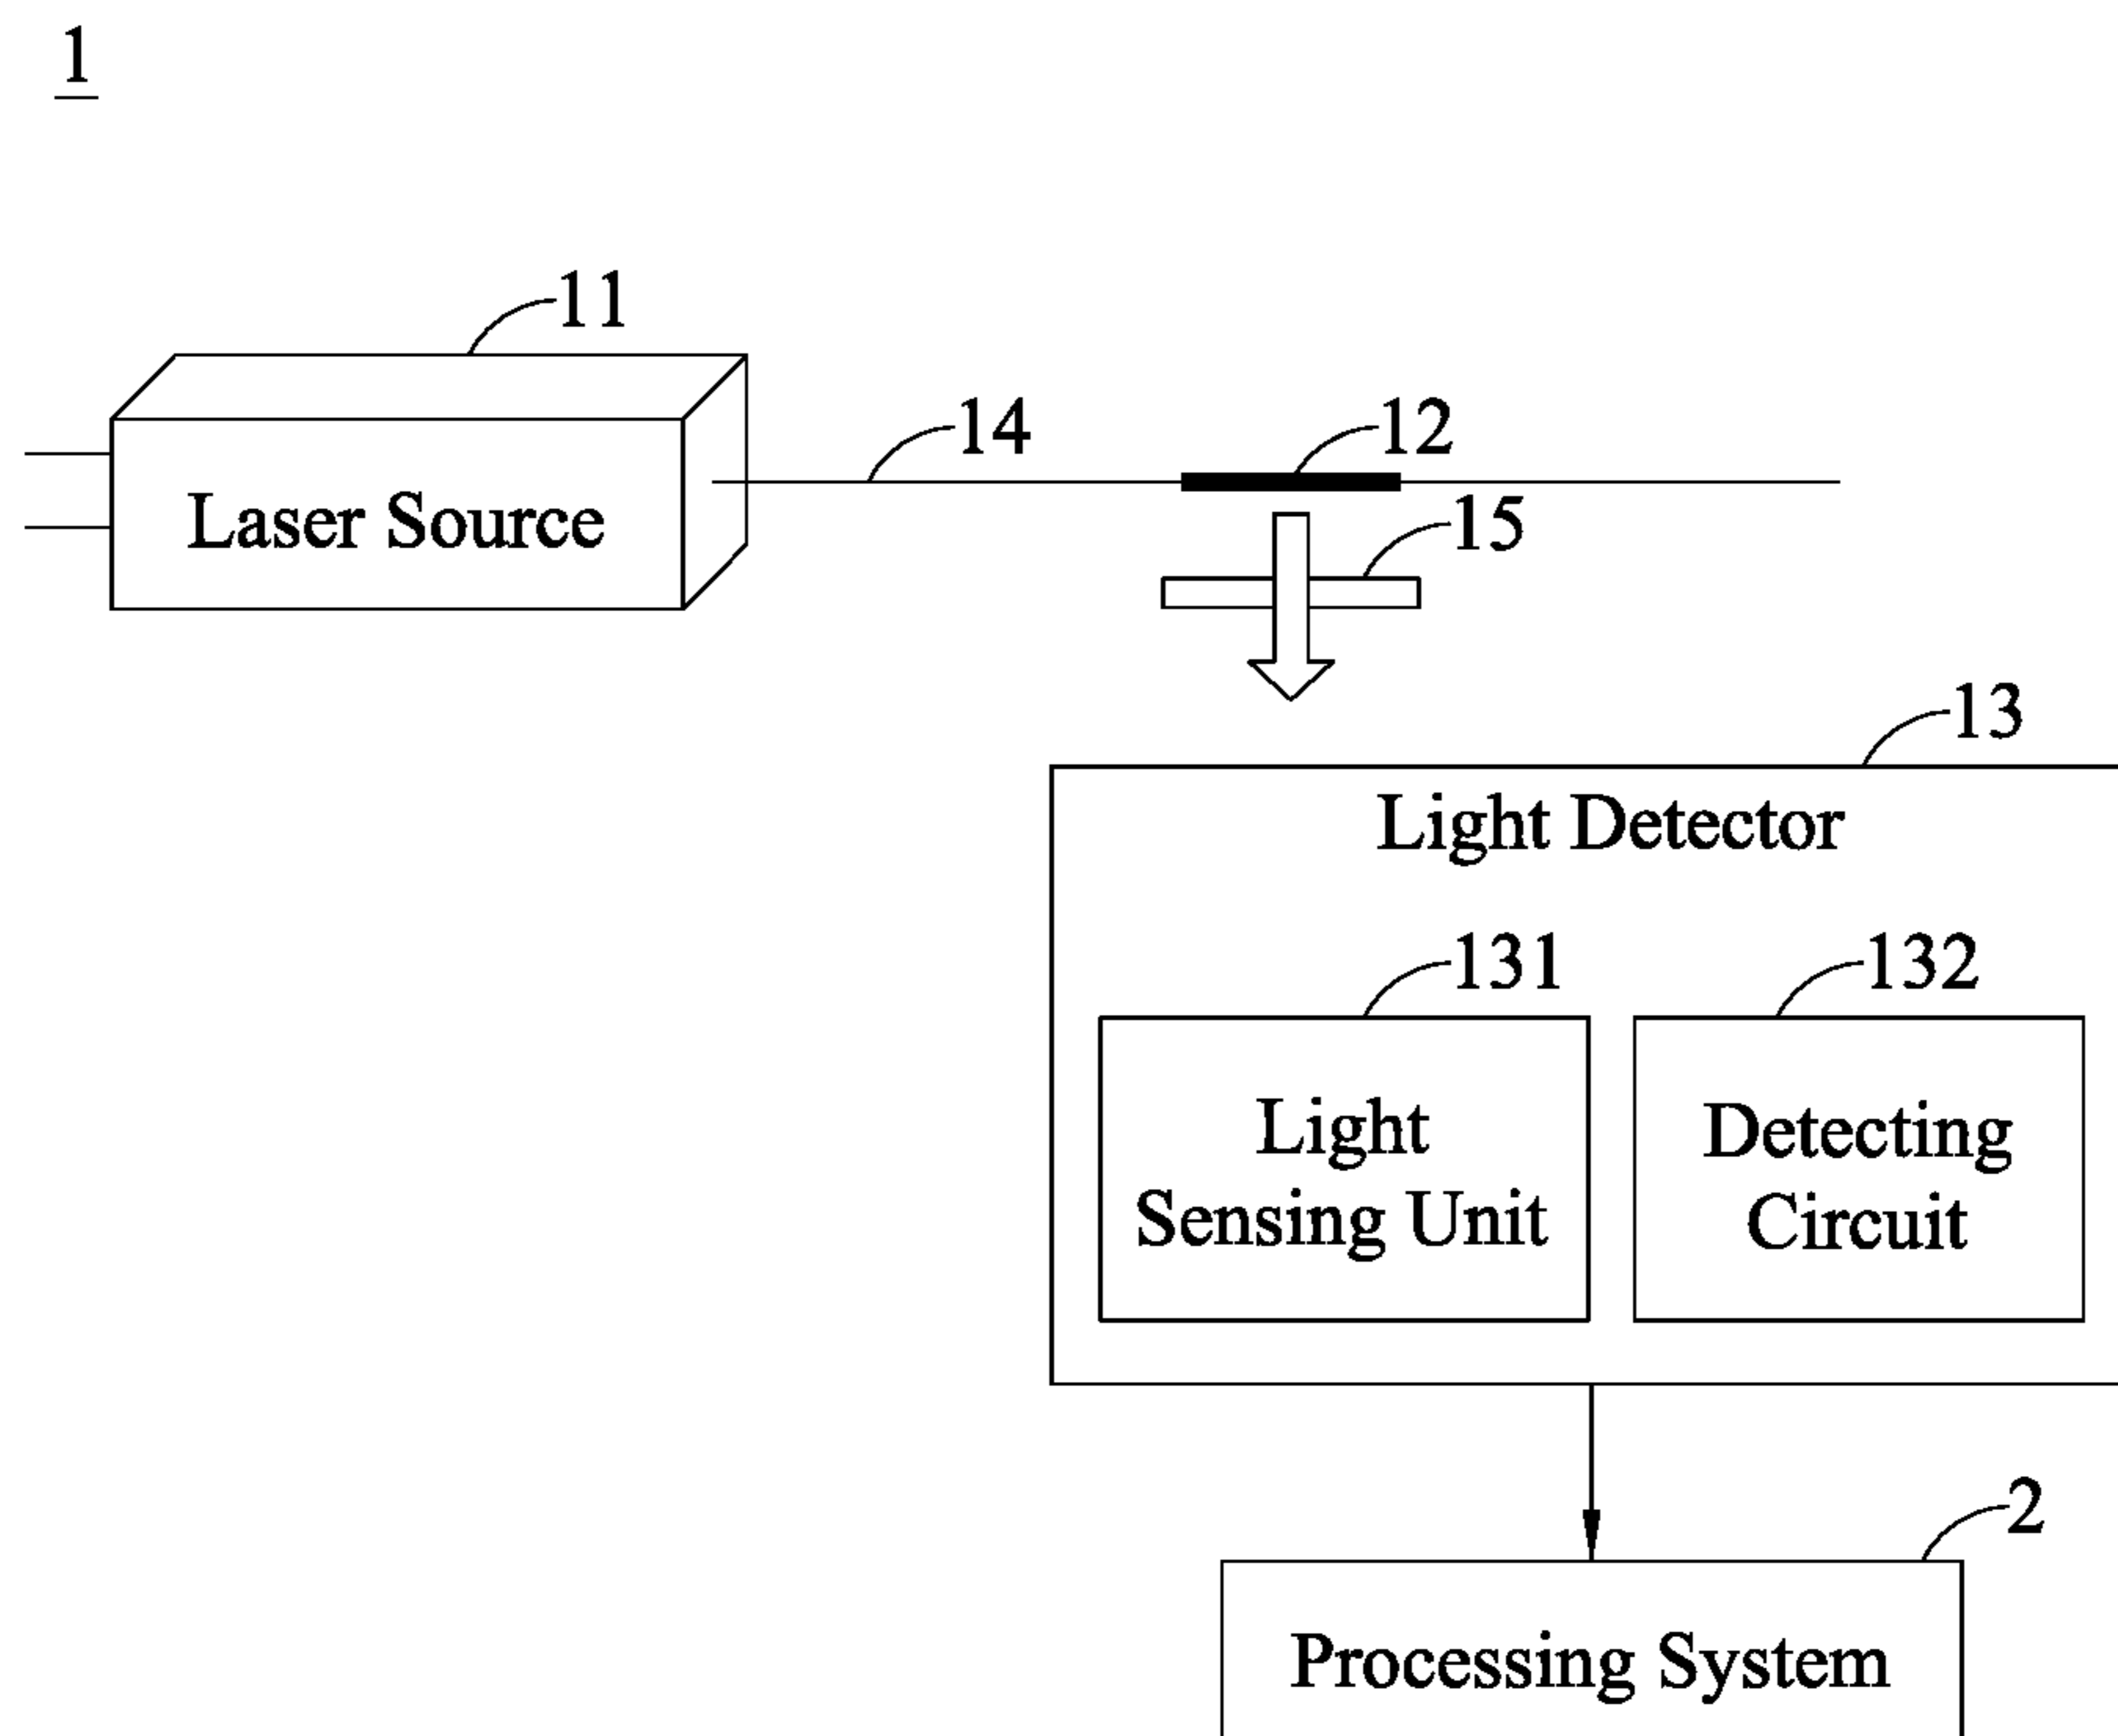 1
11
14
12
Laser Source
15
13
Light Detector
131
132
Light
Sensing Unit
Detecting
Circuit
2
Processing System